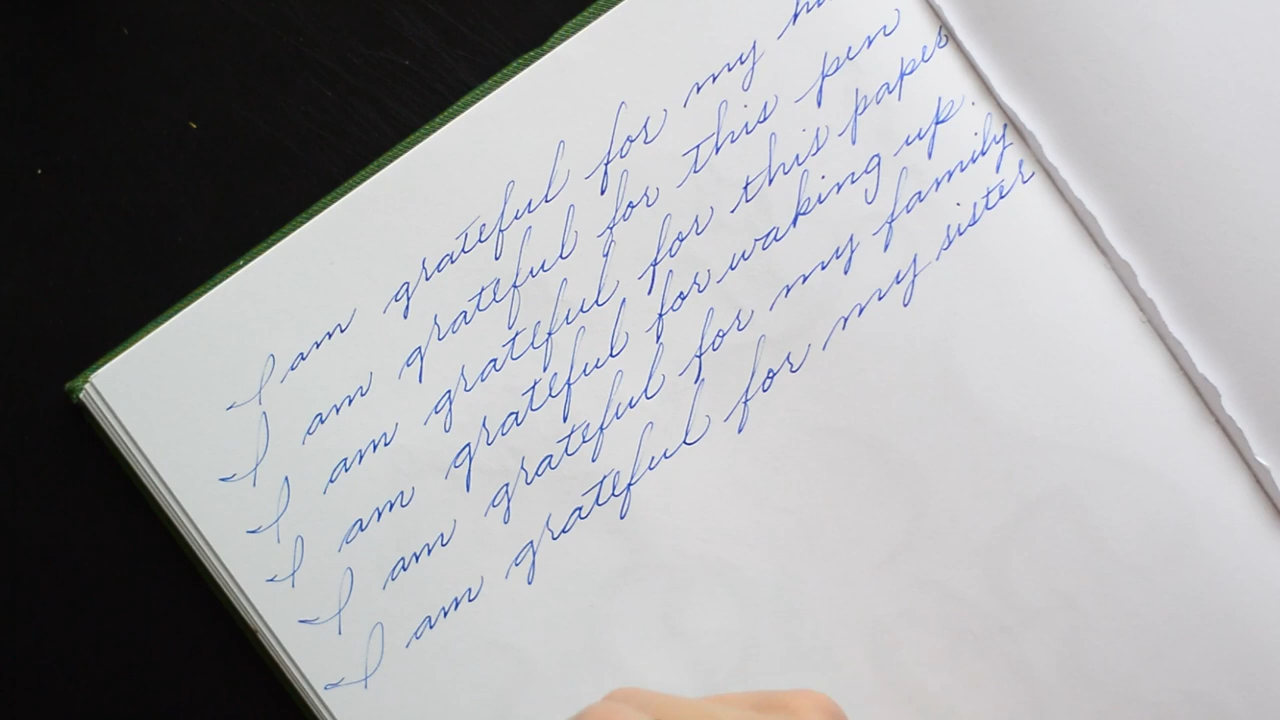 I am grateful for my
I am grateful for this pen
I am grateful for this paper
I am grateful for waking up.
I am grateful for my family
I am grateful for my sister